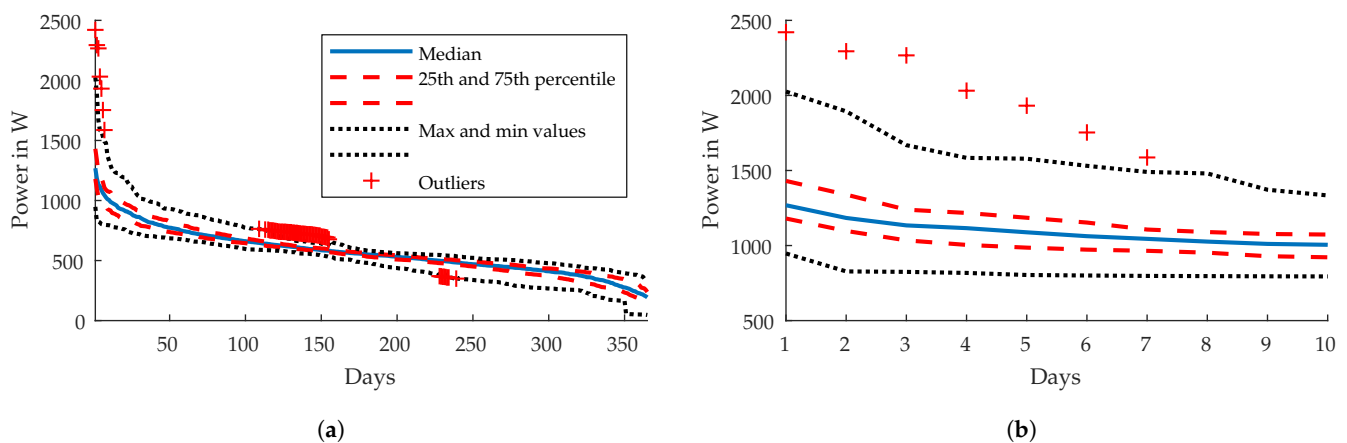 2500
2000
1500
1000
500
0
Power in W
50 100 150 200 250 300 350
Days
Median
25th and 75th percentile
Max and min values
Outliers
(a)
2500
2000
1500
1000
500
Power in W
1 2 3 4 5 6 7 8 9 10
Days
(b)